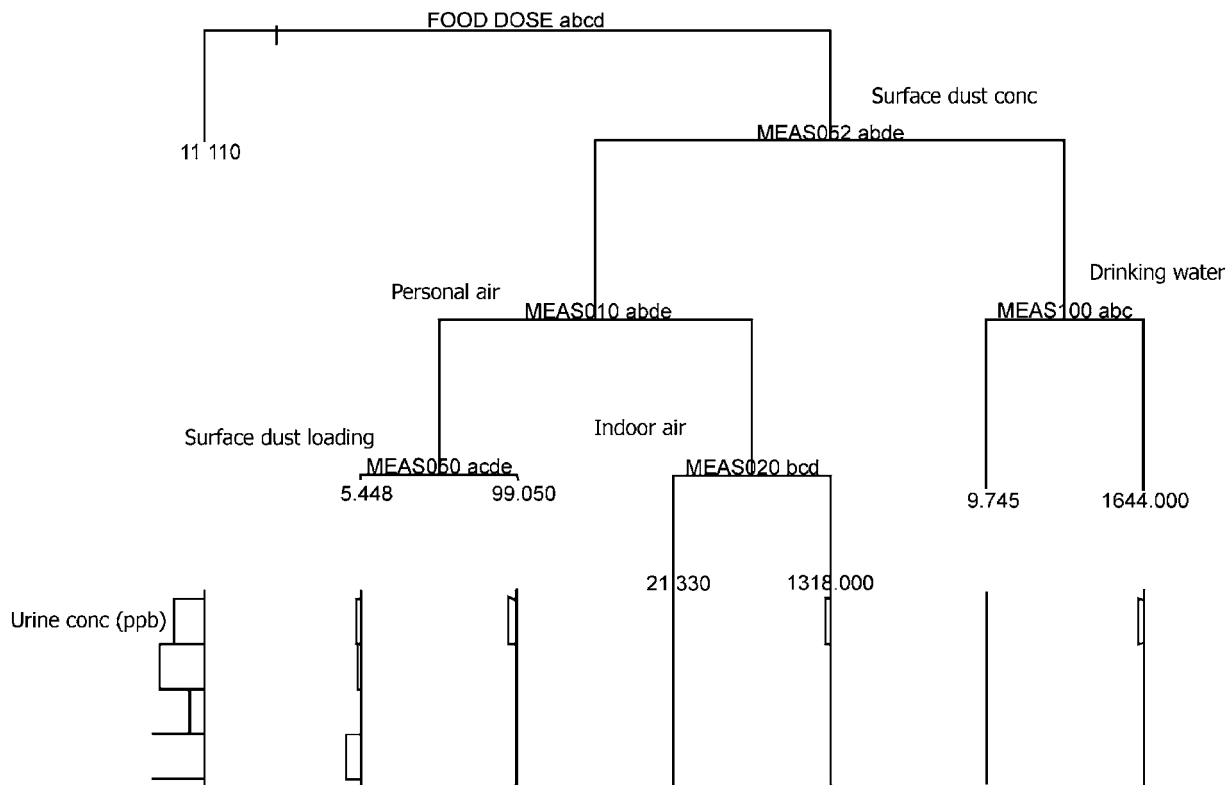 FOOD DOSE abcd
Surface dust conc
MEAS052 abde
11 110
Drinking water
Personal air
MEAS010 abde
MEAS100 abc
Indoor air
Surface dust loading
MEAS050 acde
MEAS020 bcd
5.448
99.050
9.745
1644.000
21 330
1318.000
Urine conc (ppb)